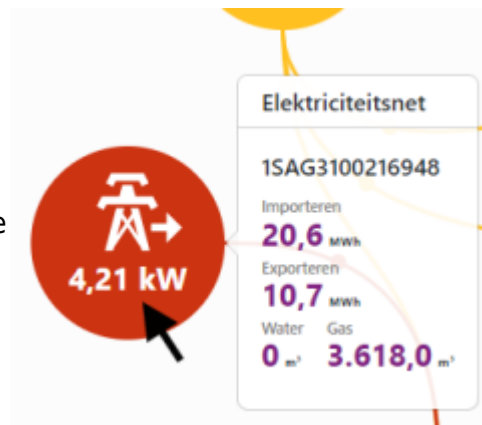 Elektriciteitsnet
1SAG3100216948
Importeren
20,6 MWh
Exporteren
10,7 MWh
Water Gas
0 m³ 3.618,0 m³
e
4,21 kW